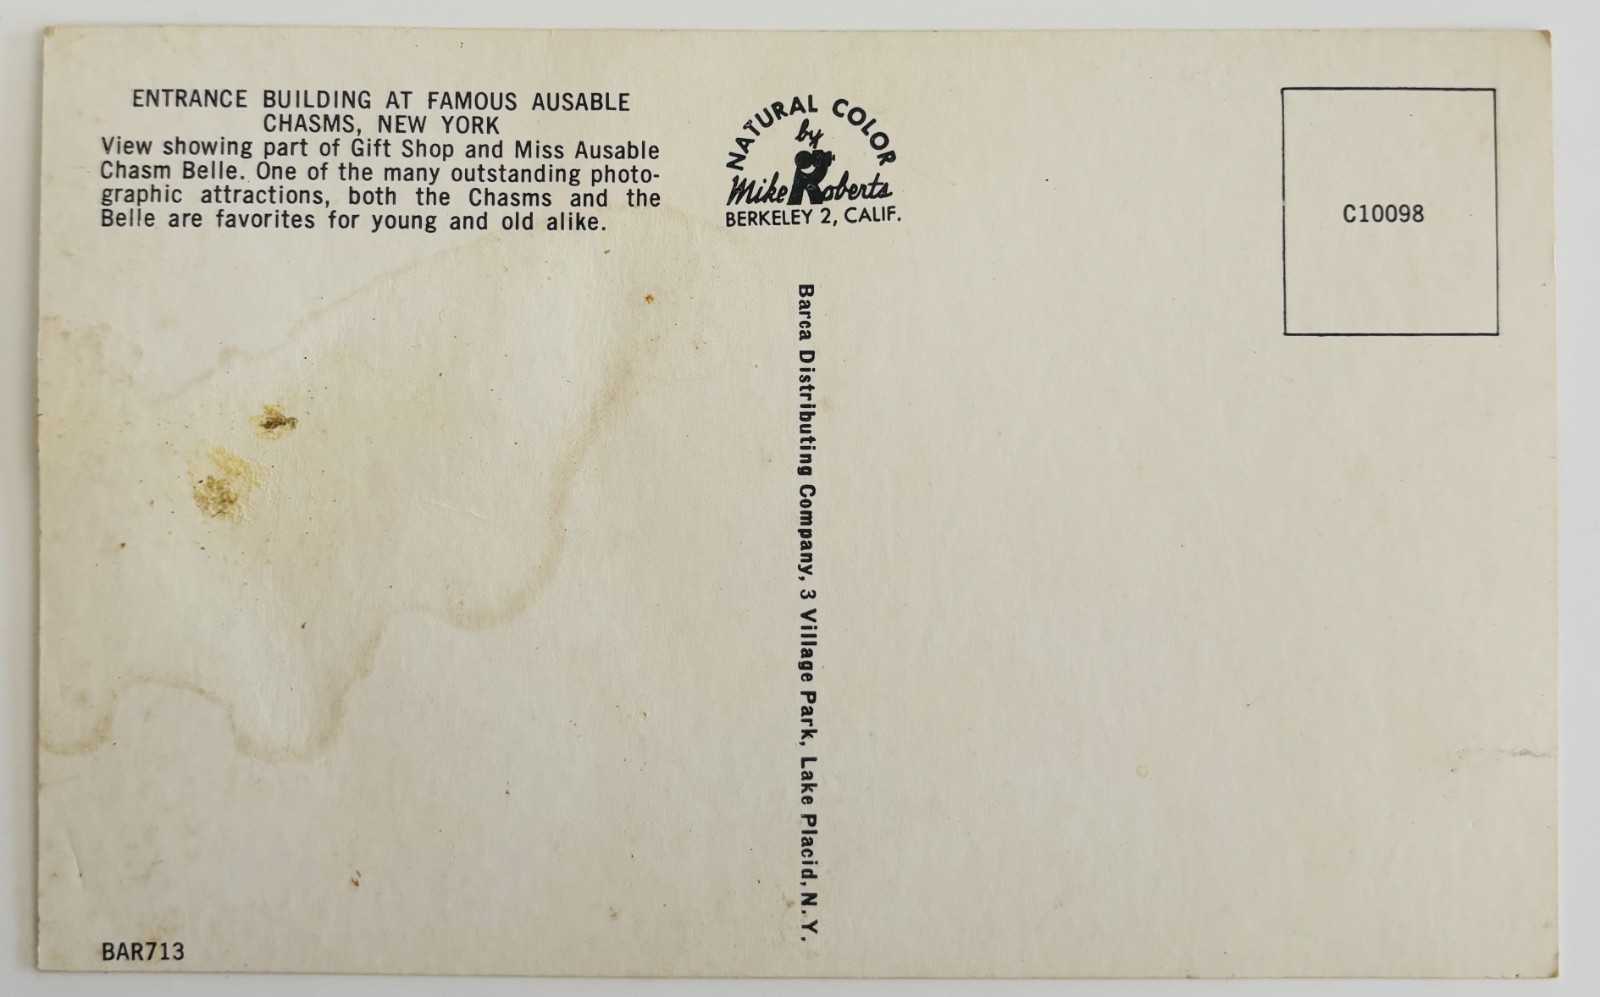 ENTRANCE BUILDING AT FAMOUS AUSABLE
CHASMS, NEW YORK
View showing part of Gift Shop and Miss Ausable
Chasm Belle. One of the many outstanding photo-
graphic attractions, both the Chasms and the
Belle are favorites for young and old alike.
NATURAL COLOR
by
Mike Roberts
BERKELEY 2, CALIF.
C10098
Barca Distributing Company, 3 Village Park, Lake Placid, N. Y.
BAR713